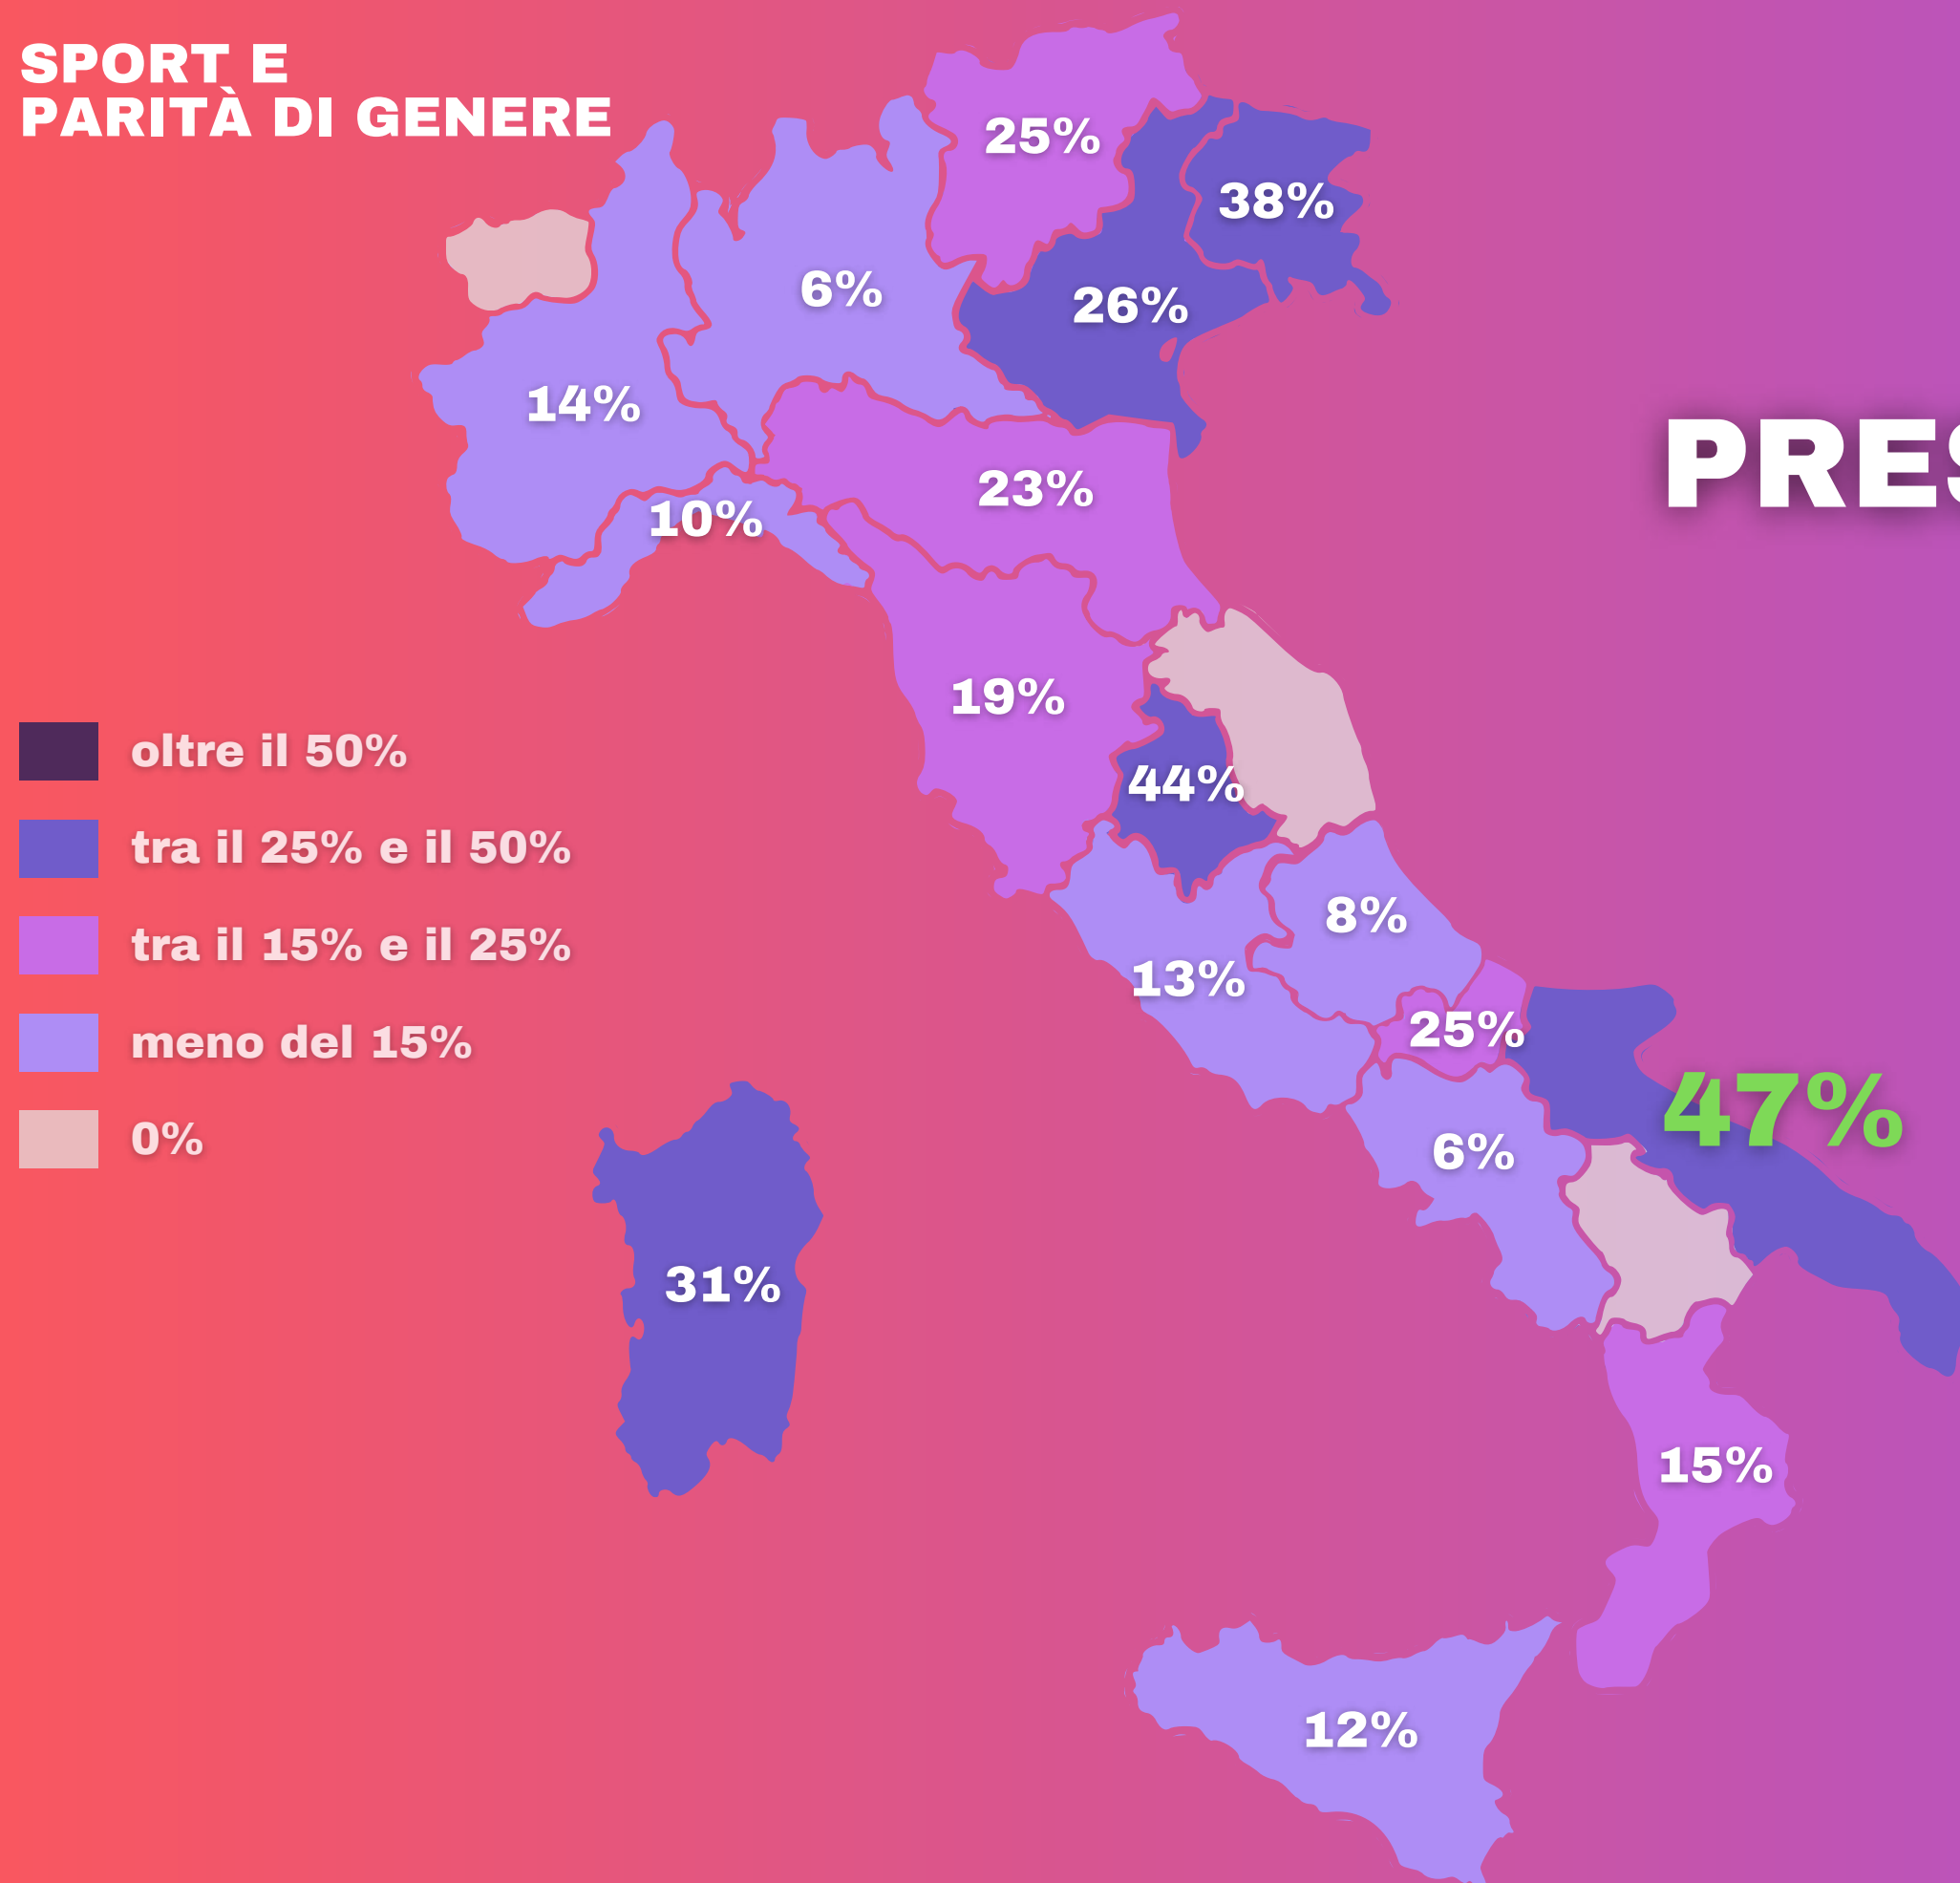 SPORT E
PARITÀ DI GENERE
25%
38%
6%
26%
14%
PRES
23%
10%
19%
oltre il 50%
44%
tra il 25% e il 50%
8%
tra il 15% e il 25%
13%
25%
meno del 15%
47%
0%
6%
31%
15%
12%